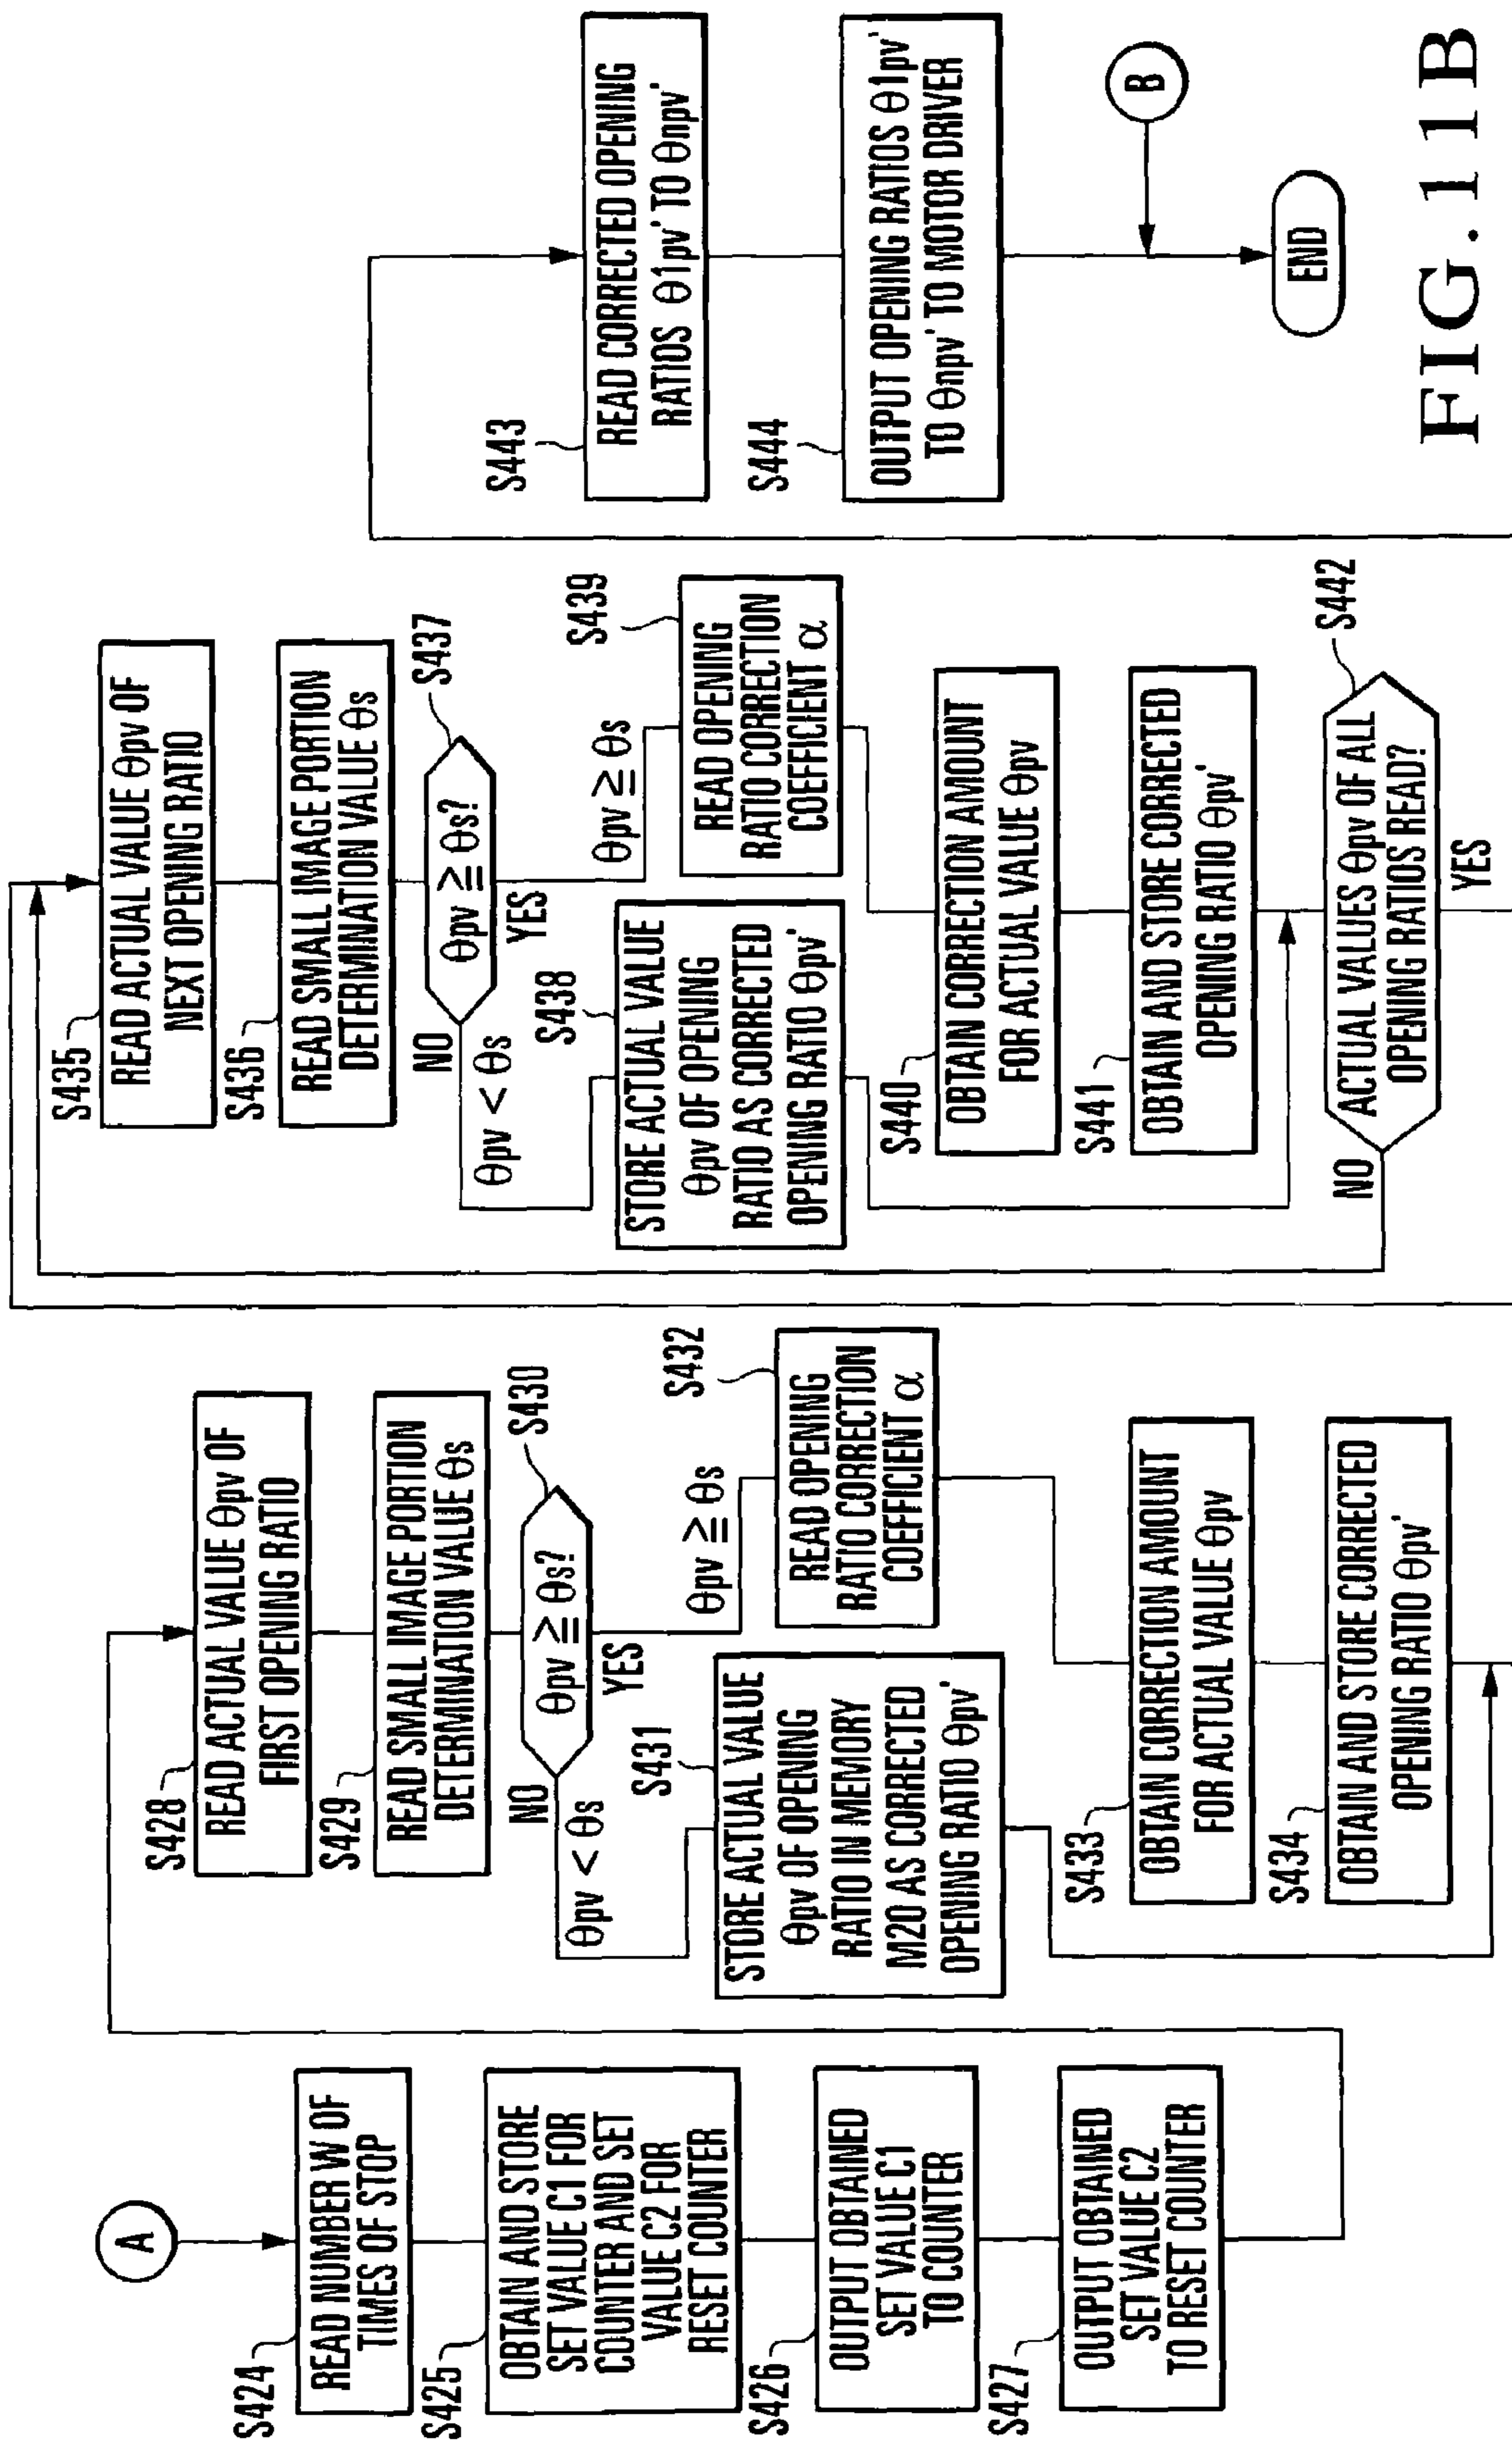 A
S424
READ NUMBER W OF
TIMES OF STOP
S425
OBTAIN AND STORE
SET VALUE C1 FOR
COUNTER AND SET
VALUE C2 FOR
RESET COUNTER
S426
OUTPUT OBTAINED
SET VALUE C1
TO COUNTER
S427
OUTPUT OBTAINED
SET VALUE C2
TO RESET COUNTER
S428
READ ACTUAL VALUE θpv OF
FIRST OPENING RATIO
S429
READ SMALL IMAGE PORTION
DETERMINATION VALUE θs
S430
θpv ≧ θs?
NO
YES
θpv < θs
θpv ≧ θs
S431
STORE ACTUAL VALUE
θpv OF OPENING
RATIO IN MEMORY
M20 AS CORRECTED
OPENING RATIO θpv'
S432
READ OPENING
RATIO CORRECTION
COEFFICIENT α
S433
OBTAIN CORRECTION AMOUNT
FOR ACTUAL VALUE θpv
S434
OBTAIN AND STORE CORRECTED
OPENING RATIO θpv'
S435
READ ACTUAL VALUE θpv OF
NEXT OPENING RATIO
S436
READ SMALL IMAGE PORTION
DETERMINATION VALUE θs
S437
θpv ≧ θs?
NO
YES
θpv < θs
θpv ≧ θs
S438
STORE ACTUAL VALUE
θpv OF OPENING
RATIO AS CORRECTED
OPENING RATIO θpv'
S439
READ OPENING
RATIO CORRECTION
COEFFICIENT α
S440
OBTAIN CORRECTION AMOUNT
FOR ACTUAL VALUE θpv
S441
OBTAIN AND STORE CORRECTED
OPENING RATIO θpv'
S442
ACTUAL VALUES θpv OF ALL
OPENING RATIOS READ?
NO
YES
S443
READ CORRECTED OPENING
RATIOS θ1pv' TO θnpv'
S444
OUTPUT OPENING RATIOS θ1pv'
TO θnpv' TO MOTOR DRIVER
B
END
FIG.11B